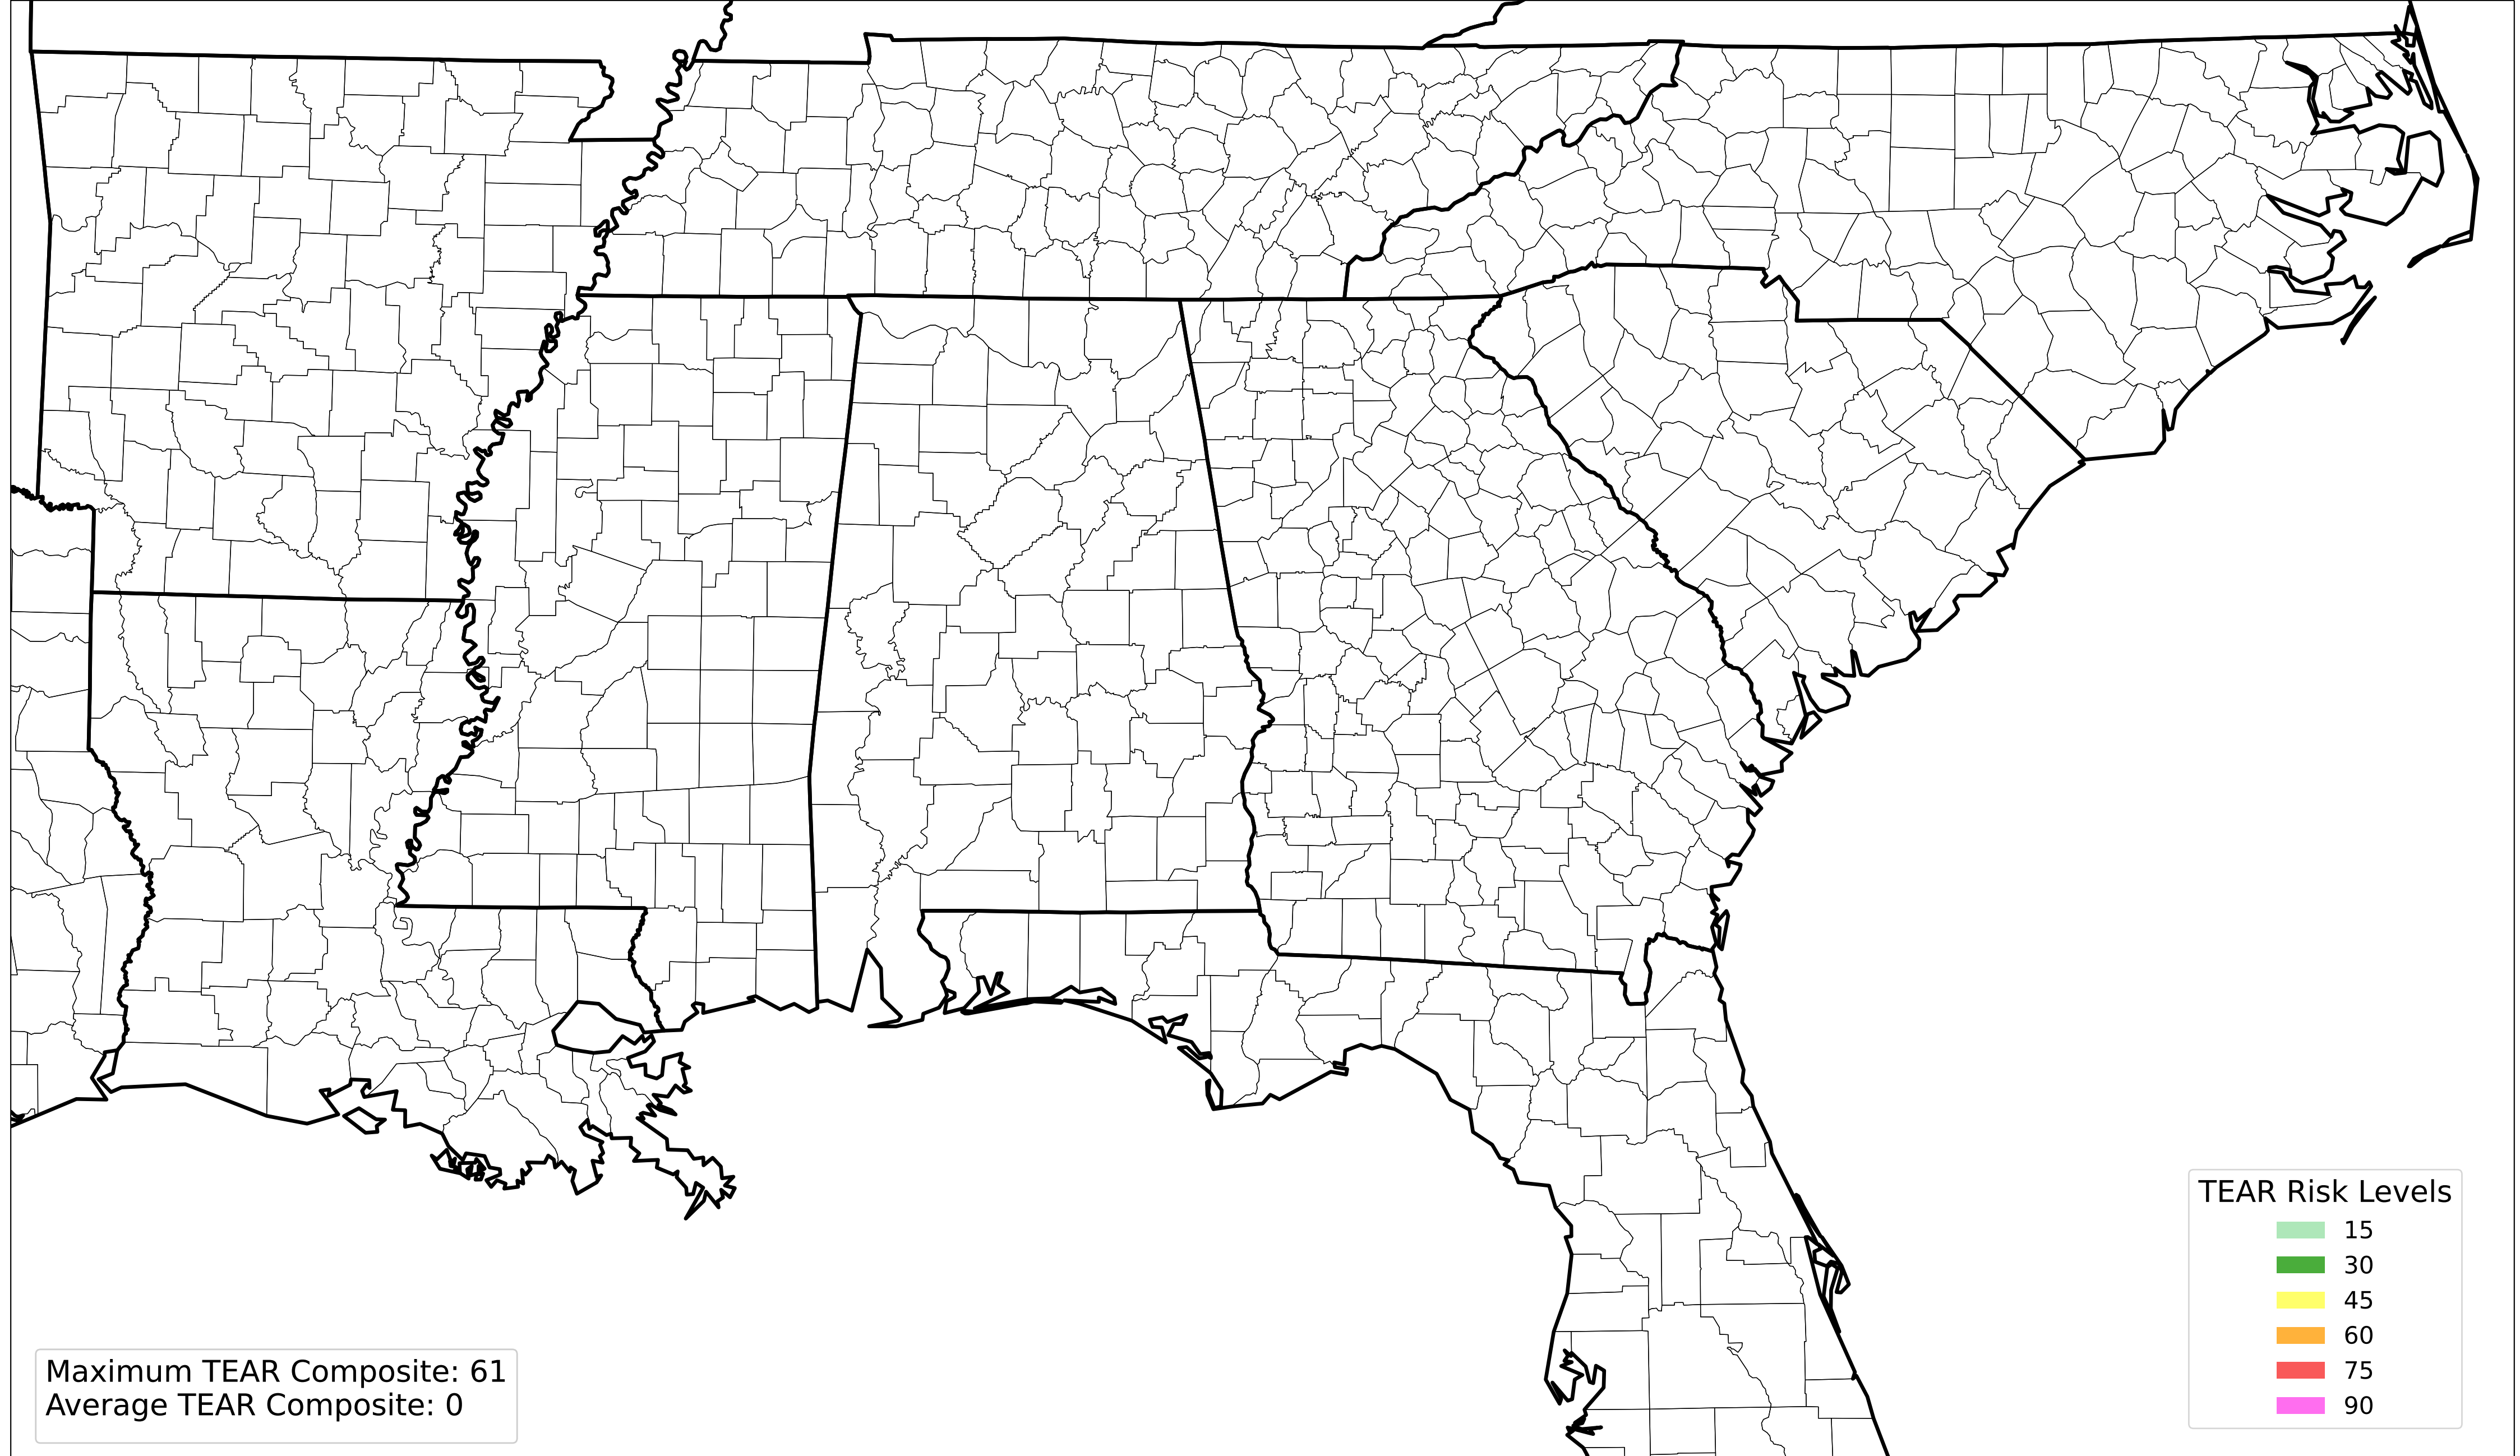 TEAR Risk Levels
15
30
45
60
75
90
Maximum TEAR Composite: 61
Average TEAR Composite: 0